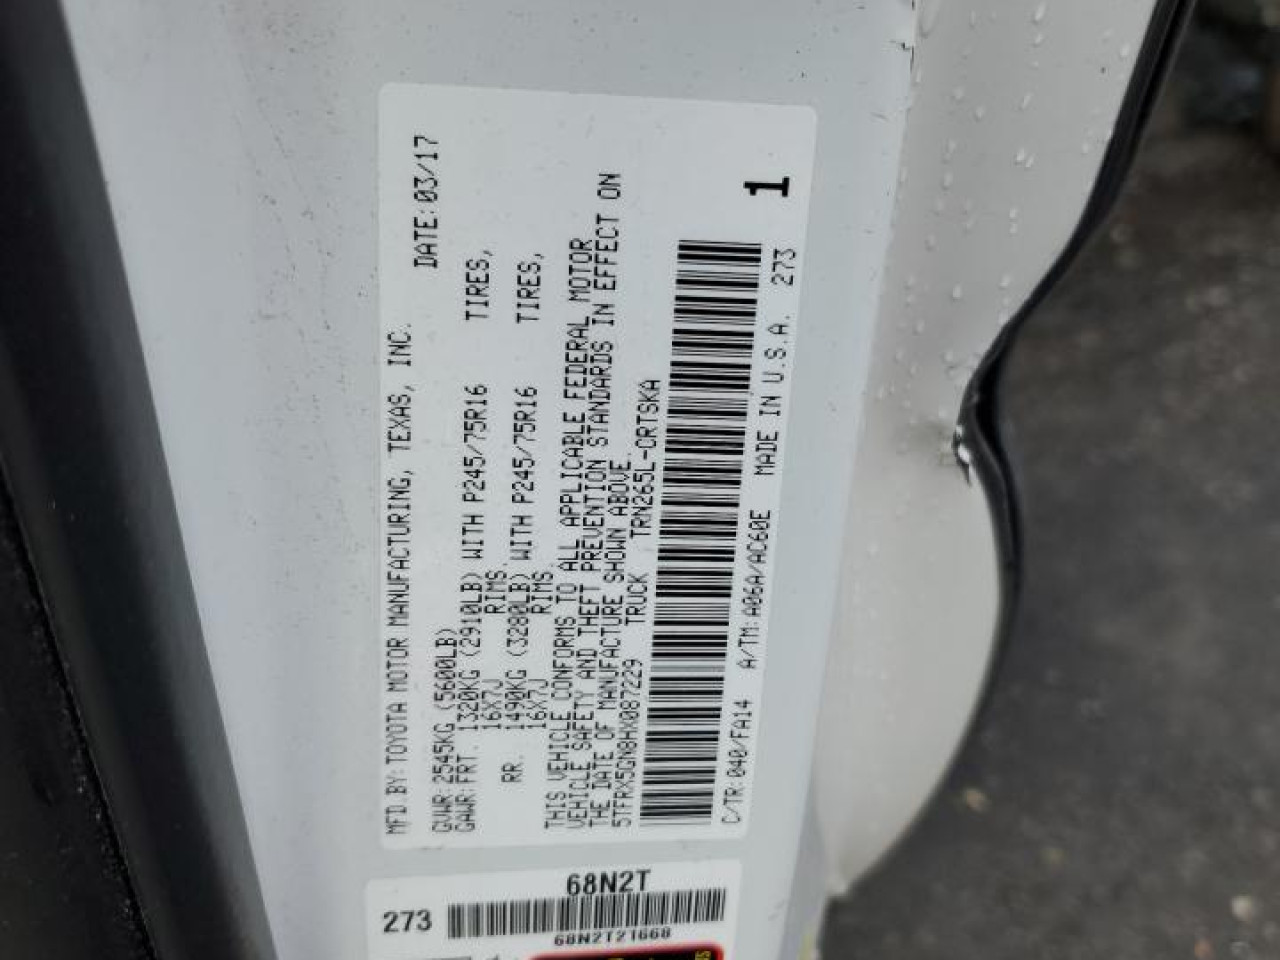 MFD BY: TOYOTA MOTOR MANUFACTURING, TEXAS, INC.
DATE: 03/17
GVWR: 2545KG (5600LB)
GAWR: FRT. 1320KG (2910LB) WITH P245/75R16 TIRES,
16X7J RIMS.
RR. 1490KG (3280LB) WITH P245/75R16 TIRES,
16X7J RIMS.
THIS VEHICLE CONFORMS TO ALL APPLICABLE FEDERAL MOTOR
VEHICLE SAFETY AND THEFT PREVENTION STANDARDS IN EFFECT ON
THE DATE OF MANUFACTURE SHOWN ABOVE.
5TFRX5GN8HX087229 TRUCK TRN265L-CRTSKA
C/TR: 040/FA14 A/TM: A06A/AC60E MADE IN U.S.A. 273
1
68N2T
273
68N2T21668